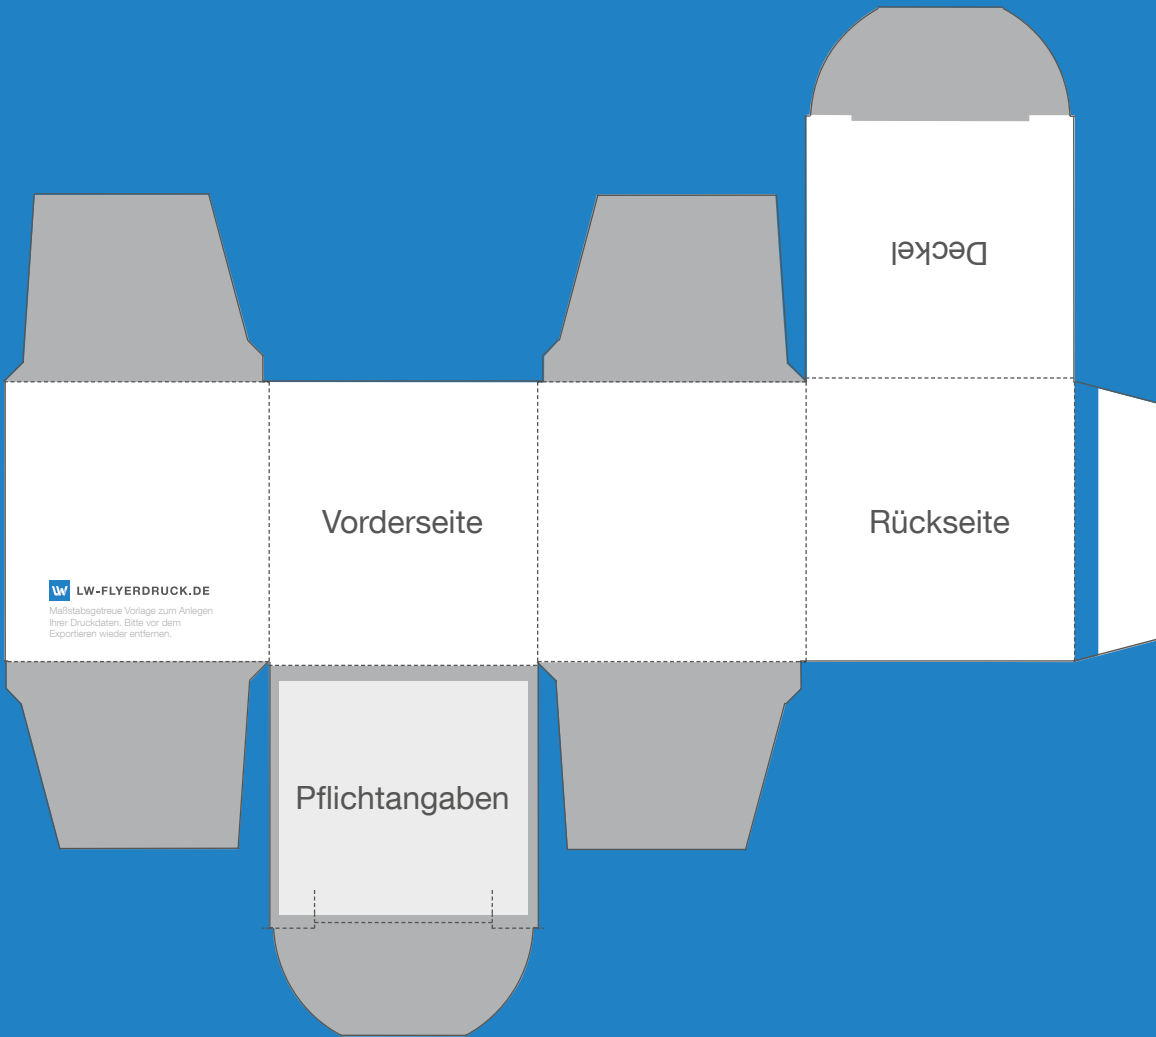 Deckel
Vorderseite
Rückseite
LW LW-FLYERDRUCK.DE
Maßstabsgetreue Vorlage zum Anlegen
Ihrer Druckdaten. Bitte vor dem
Exportieren wieder entfernen.
Pflichtangaben